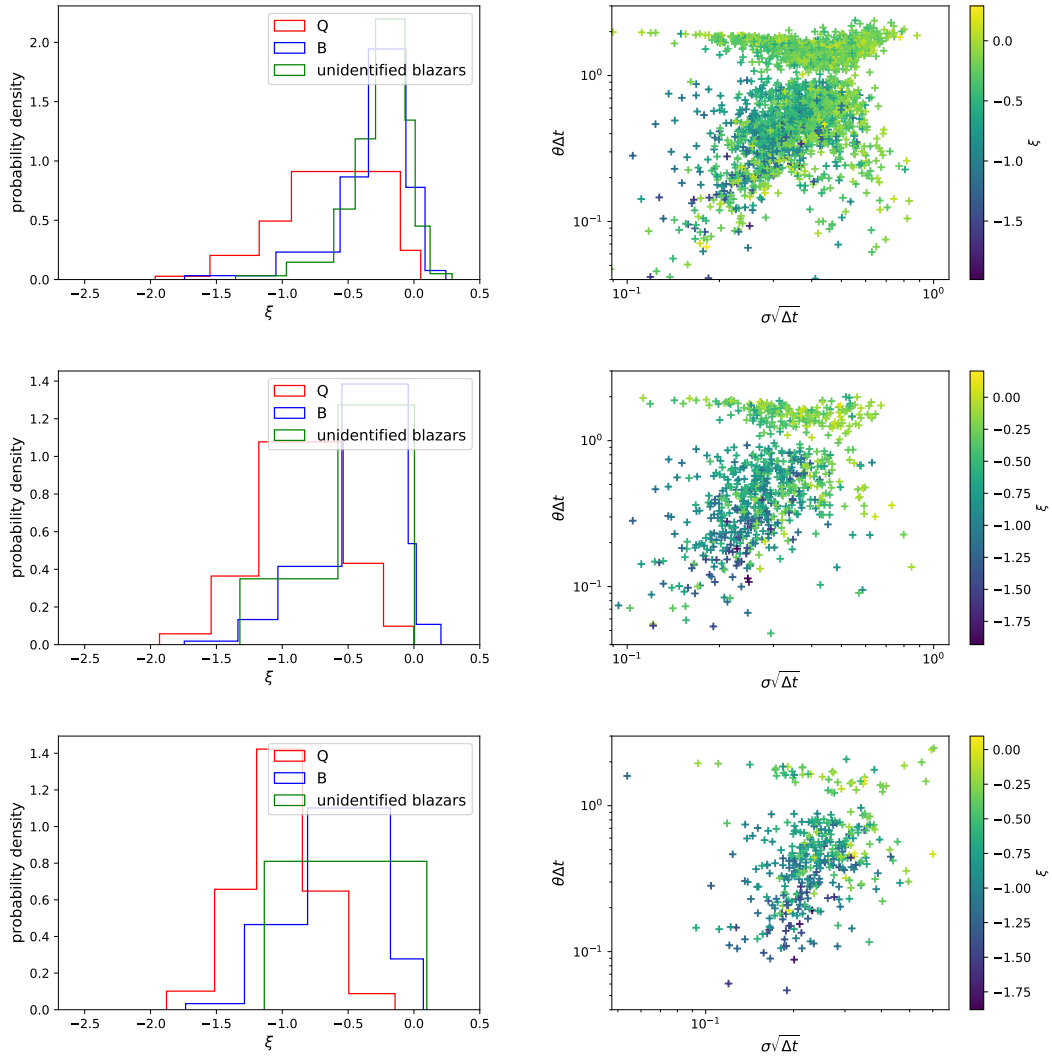 Q
B
unidentified blazars
probability density
2.0
1.5
1.0
0.5
0.0
−2.5 −2.0 −1.5 −1.0 −0.5 0.0 0.5
ξ
θΔt
10⁰
10⁻¹
10⁻¹ 10⁰
σ√Δt
0.0
−0.5
−1.0
−1.5
ξ
Q
B
unidentified blazars
probability density
1.4
1.2
1.0
0.8
0.6
0.4
0.2
0.0
−2.5 −2.0 −1.5 −1.0 −0.5 0.0 0.5
ξ
θΔt
10⁰
10⁻¹
10⁻¹ 10⁰
σ√Δt
0.00
−0.25
−0.50
−0.75
−1.00
−1.25
−1.50
−1.75
ξ
Q
B
unidentified blazars
probability density
1.4
1.2
1.0
0.8
0.6
0.4
0.2
0.0
−2.5 −2.0 −1.5 −1.0 −0.5 0.0 0.5
ξ
θΔt
10⁰
10⁻¹
10⁻¹
σ√Δt
0.00
−0.25
−0.50
−0.75
−1.00
−1.25
−1.50
−1.75
ξ